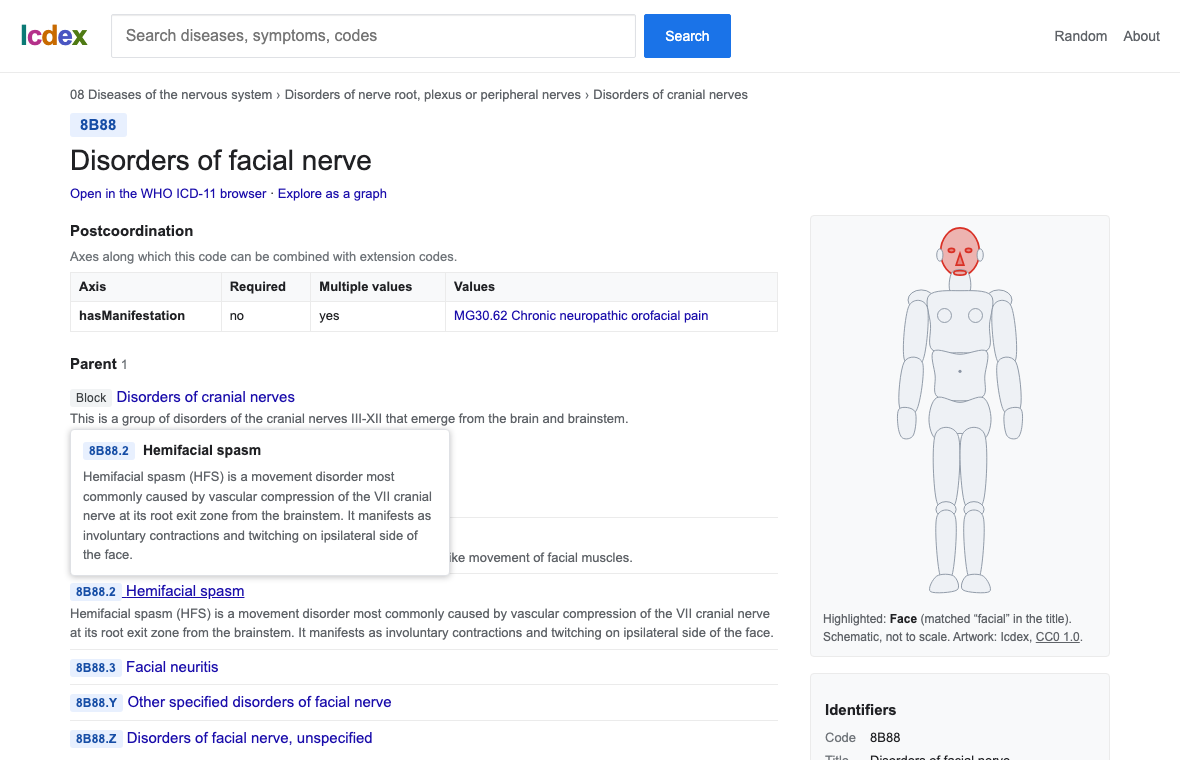 Icdex
Search diseases, symptoms, codes
Search
Random
About
08 Diseases of the nervous system › Disorders of nerve root, plexus or peripheral nerves › Disorders of cranial nerves
8B88
Disorders of facial nerve
Open in the WHO ICD-11 browser · Explore as a graph
Postcoordination
Axes along which this code can be combined with extension codes.
Axis Required Multiple values Values
hasManifestation no yes MG30.62 Chronic neuropathic orofacial pain
Parent 1
Block Disorders of cranial nerves
This is a group of disorders of the cranial nerves III-XII that emerge from the brain and brainstem.
8B88.2 Hemifacial spasm
Hemifacial spasm (HFS) is a movement disorder most
commonly caused by vascular compression of the VII cranial
nerve at its root exit zone from the brainstem. It manifests as
involuntary contractions and twitching on ipsilateral side of
the face.
movement of facial muscles.
8B88.2 Hemifacial spasm
Hemifacial spasm (HFS) is a movement disorder most commonly caused by vascular compression of the VII cranial nerve
at its root exit zone from the brainstem. It manifests as involuntary contractions and twitching on ipsilateral side of the face.
8B88.3 Facial neuritis
8B88.Y Other specified disorders of facial nerve
8B88.Z Disorders of facial nerve, unspecified
Highlighted: Face (matched “facial” in the title).
Schematic, not to scale. Artwork: Icdex, CC0 1.0.
Identifiers
Code 8B88
Title Disorders of facial nerve